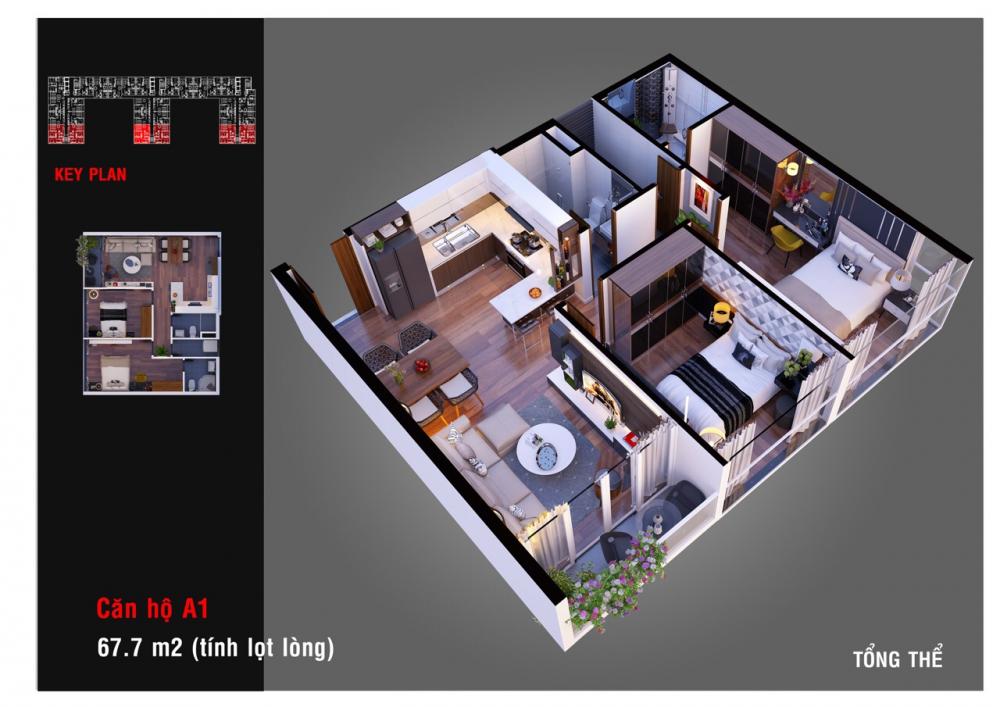 KEY PLAN
Căn hộ A1
67.7 m2 (tính lọt lòng)
TỔNG THỂ